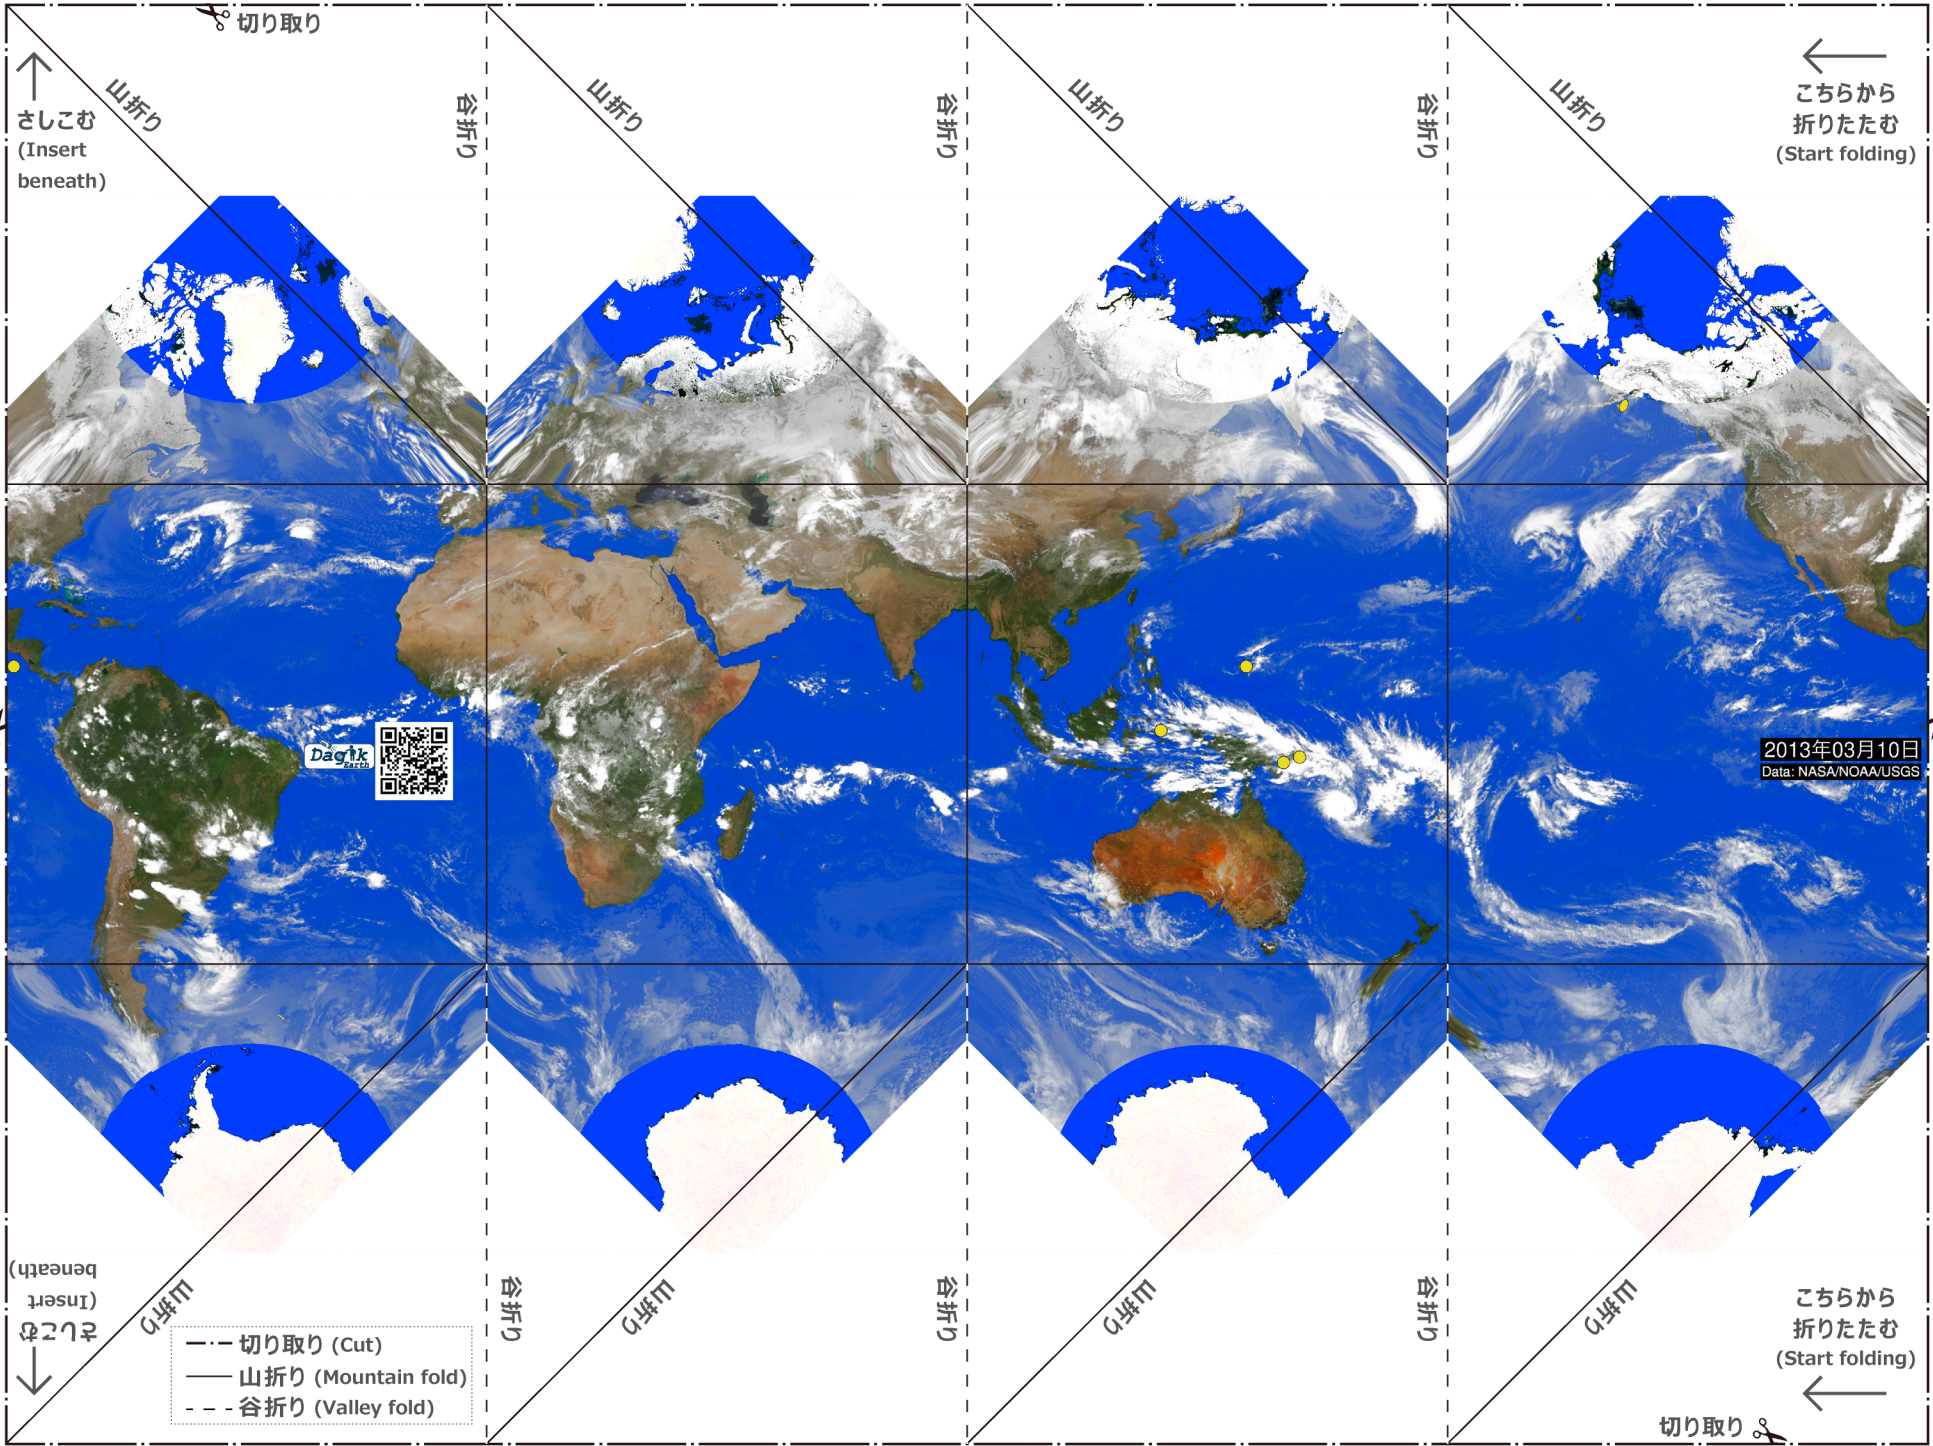 切り取り
さしこむ
(Insert
beneath)
山折り
谷折り
山折り
谷折り
山折り
谷折り
山折り
こちらから
折りたたむ
(Start folding)
Dagik
Earth
2013年03月10日
Data: NASA/NOAA/USGS
さしこむ
(Insert
beneath)
山折り
谷折り
山折り
谷折り
山折り
谷折り
山折り
こちらから
折りたたむ
(Start folding)
切り取り (Cut)
山折り (Mountain fold)
谷折り (Valley fold)
切り取り